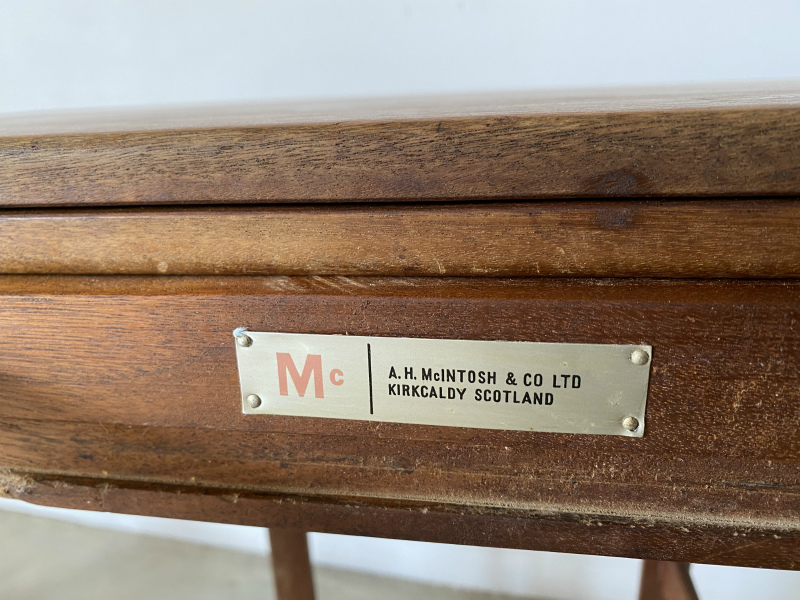 Mc
A. H. McINTOSH & CO LTD
KIRKCALDY SCOTLAND